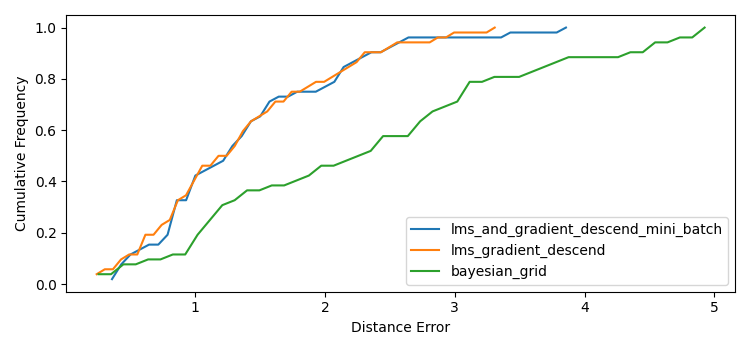 1.0
0.8
0.6
0.4
0.2
0.0
Cumulative Frequency
lms_and_gradient_descend_mini_batch
lms_gradient_descend
bayesian_grid
1 2 3 4 5
Distance Error